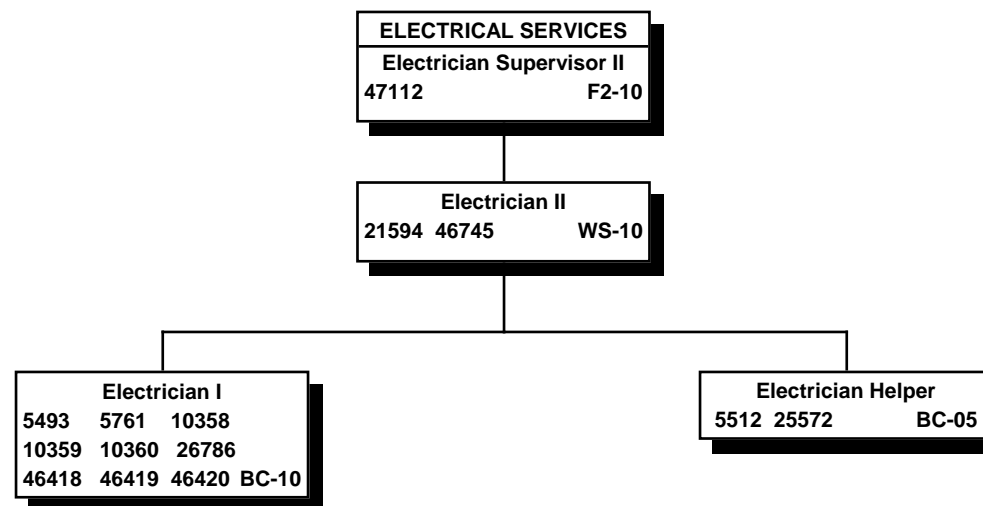 ELECTRICAL SERVICES
Electrician Supervisor II
47112 F2-10
Electrician II
21594 46745 WS-10
Electrician I
5493 5761 10358
10359 10360 26786
46418 46419 46420 BC-10
Electrician Helper
5512 25572 BC-05